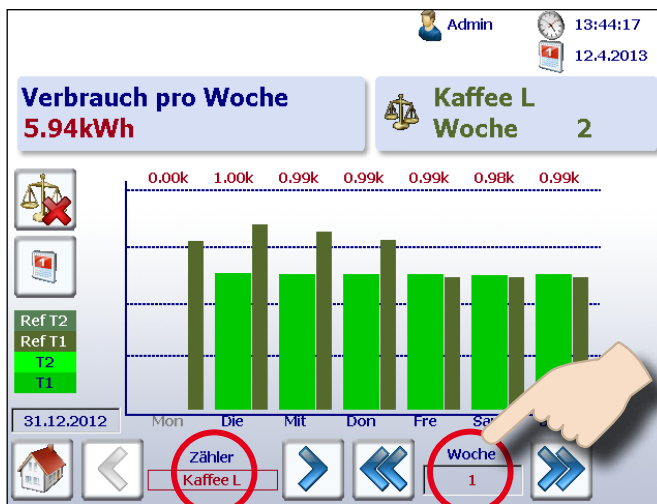 Admin
13:44:17
1
12.4.2013
Verbrauch pro Woche
5.94kWh
Kaffee L
Woche 2
0.00k 1.00k 0.99k 0.99k 0.99k 0.98k 0.99k
1
Ref T2
Ref T1
T2
T1
31.12.2012
Mon Die Mit Don Fre
Zähler
Kaffee L
Woche
1